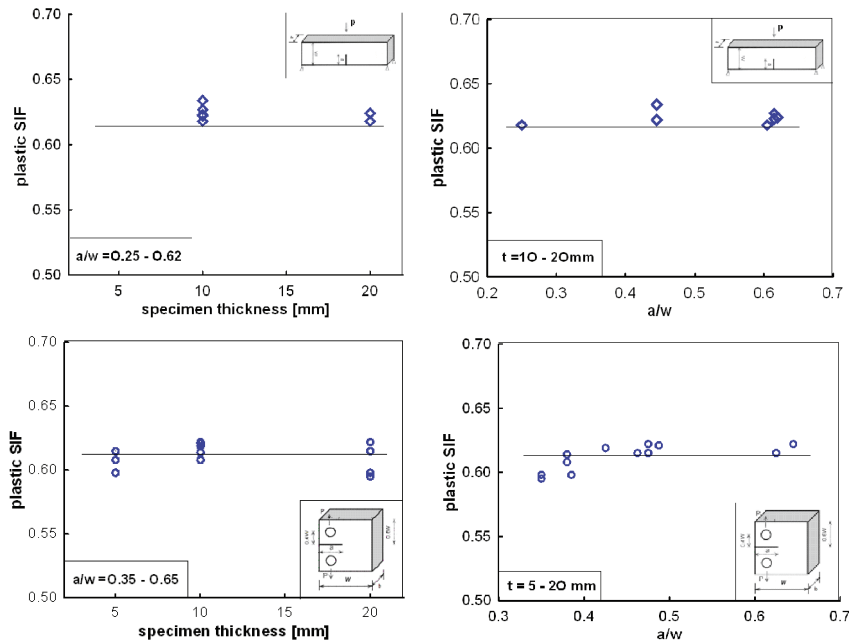 0.70
0.65
0.60
0.55
0.50
plastic SIF
P
a/w =0.25 - 0.62
5 10 15 20
specimen thickness [mm]
0.70
0.65
0.60
0.55
0.50
plastic SIF
P
t =10 - 20mm
0.2 0.3 0.4 0.5 0.6 0.7
a/w
0.70
0.65
0.60
0.55
0.50
plastic SIF
P
a
P
W
a/w =0.35 - 0.65
5 10 15 20
specimen thickness [mm]
0.70
0.65
0.60
0.55
0.50
plastic SIF
P
a
P
W
t = 5 - 20 mm
0.3 0.4 0.5 0.6 0.7
a/w